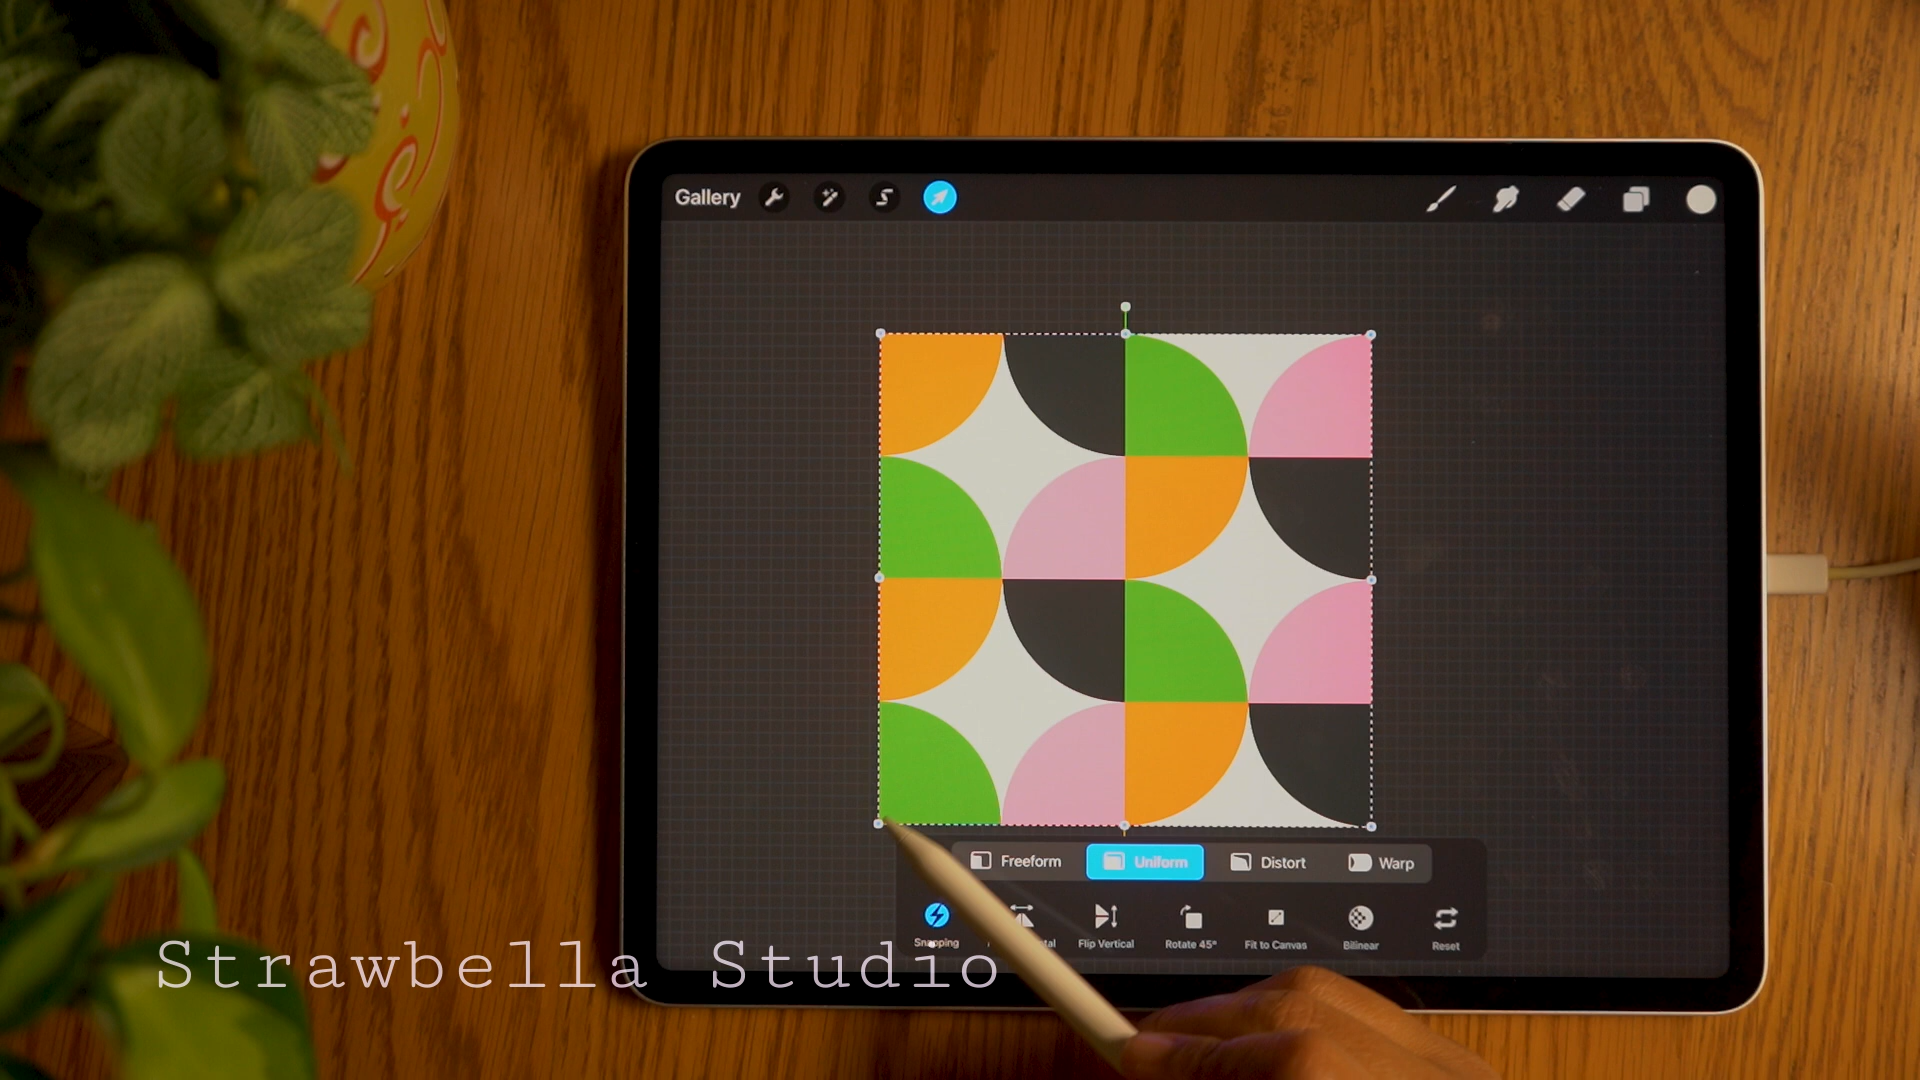 Gallery
Freeform Uniform Distort Warp
Snapping Flip Vertical Rotate 45° Fit to Canvas Bilinear Reset
Strawbella Studio